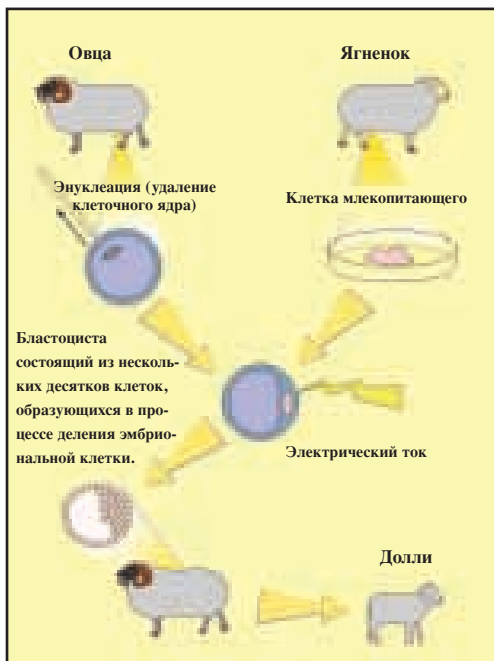 Овца
Ягненок
Энуклеация (удаление
клеточного ядра)
Клетка млекопитающего
Бластоциста
состоящий из несколь-
ких десятков клеток,
образующихся в про-
цессе деления эмбрио-
нальной клетки.
Электрический ток
Долли